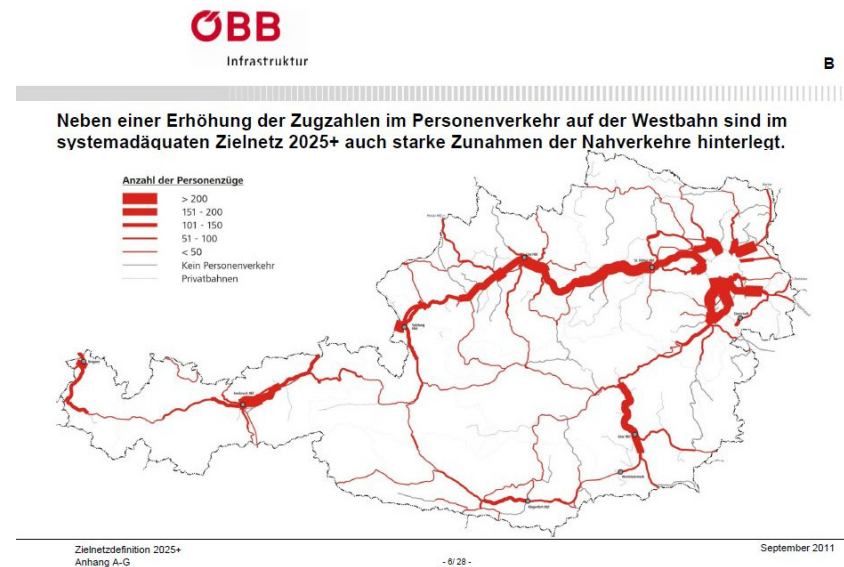 ÖBB
Infrastruktur
B
Neben einer Erhöhung der Zugzahlen im Personenverkehr auf der Westbahn sind im
systemadäquaten Zielnetz 2025+ auch starke Zunahmen der Nahverkehre hinterlegt.
Anzahl der Personenzüge
> 200
151 - 200
101 - 150
51 - 100
< 50
Kein Personenverkehr
Privatbahnen
Zielnetzdefinition 2025+
Anhang A-G
- 6/ 28 -
September 2011